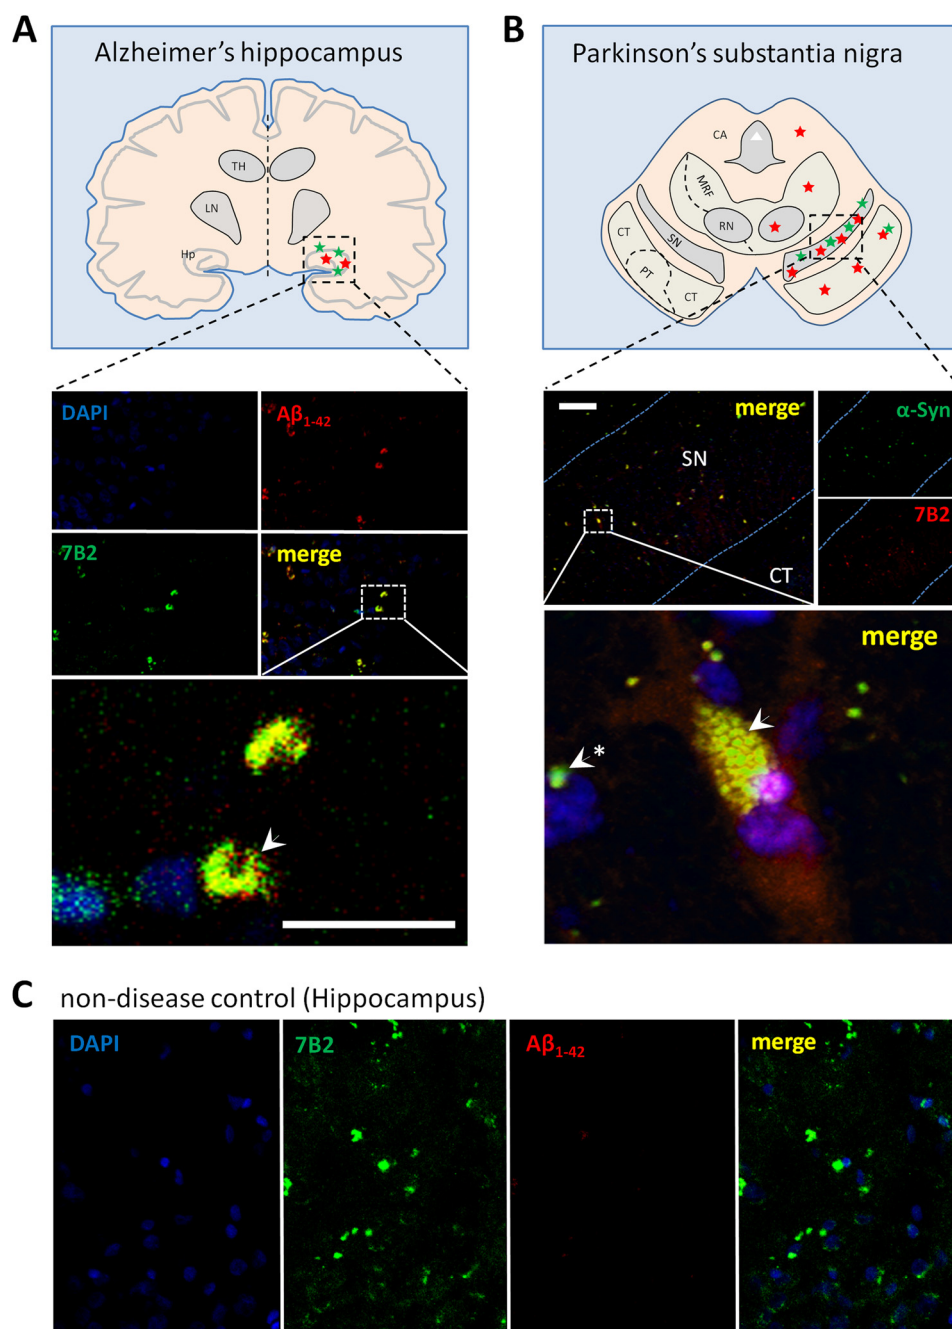 A
Alzheimer's hippocampus
TH
LN
Hp
DAPI
Aβ1-42
7B2
merge
B
Parkinson's substantia nigra
CA
MRF
RN
CT
SN
PT
CT
merge
SN
CT
α-Syn
7B2
merge
*
C
non-disease control (Hippocampus)
DAPI
7B2
Aβ1-42
merge